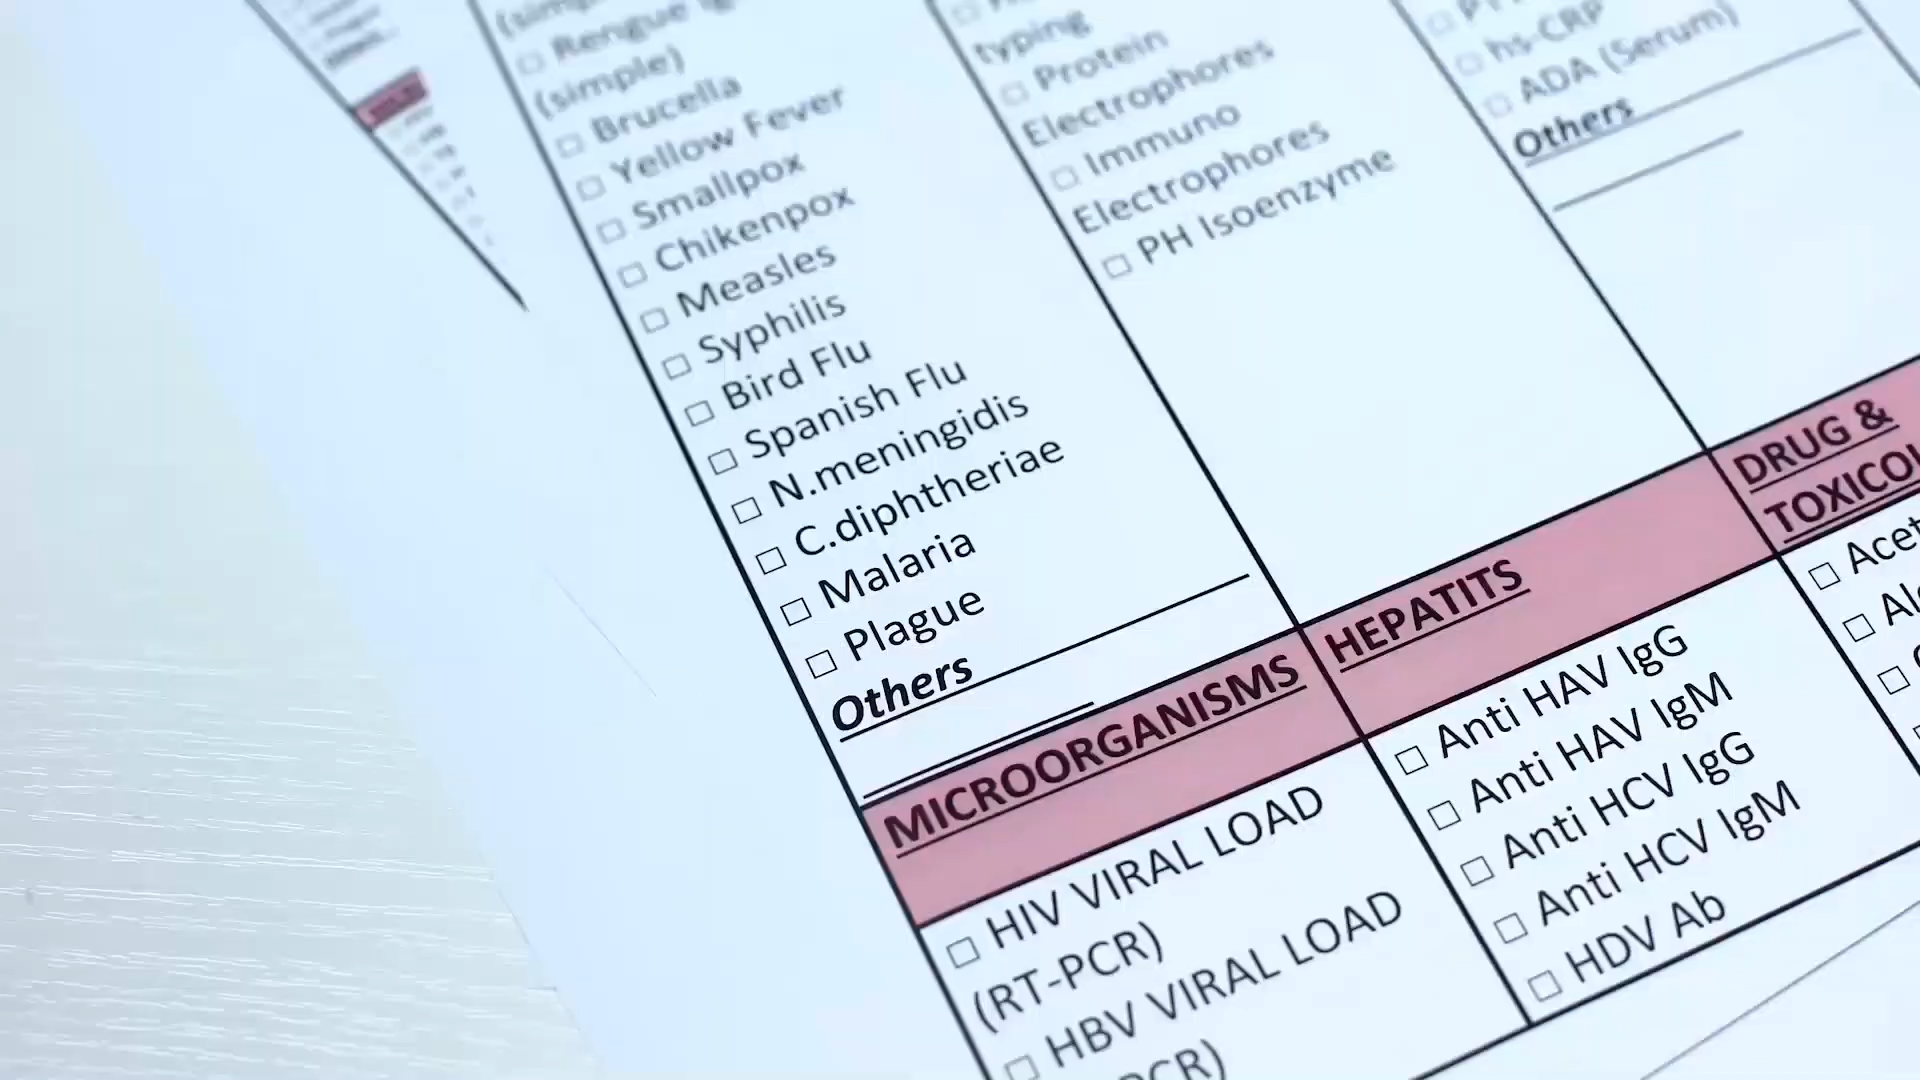 (simple)
Brucella
Yellow Fever
Smallpox
Chikenpox
Measles
Syphilis
Bird Flu
Spanish Flu
N.meningidis
C.diphtheriae
Malaria
Plague
Others
typing
Protein
Electrophores
Immuno
Electrophores
PH Isoenzyme
hs-CRP
ADA (Serum)
Others
MICROORGANISMS
HIV VIRAL LOAD
(RT-PCR)
HBV VIRAL LOAD
HEPATITS
Anti HAV IgG
Anti HAV IgM
Anti HCV IgG
Anti HCV IgM
HDV Ab
DRUG &